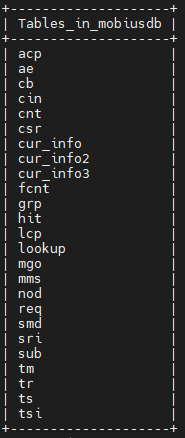 +--------------------+
| Tables_in_mobiusdb |
+--------------------+
| acp                |
| ae                 |
| cb                 |
| cin                |
| cnt                |
| csr                |
| cur_info           |
| cur_info2          |
| cur_info3          |
| fcnt               |
| grp                |
| hit                |
| lcp                |
| lookup             |
| mgo                |
| mms                |
| nod                |
| req                |
| smd                |
| sri                |
| sub                |
| tm                 |
| tr                 |
| ts                 |
| tsi                |
+--------------------+